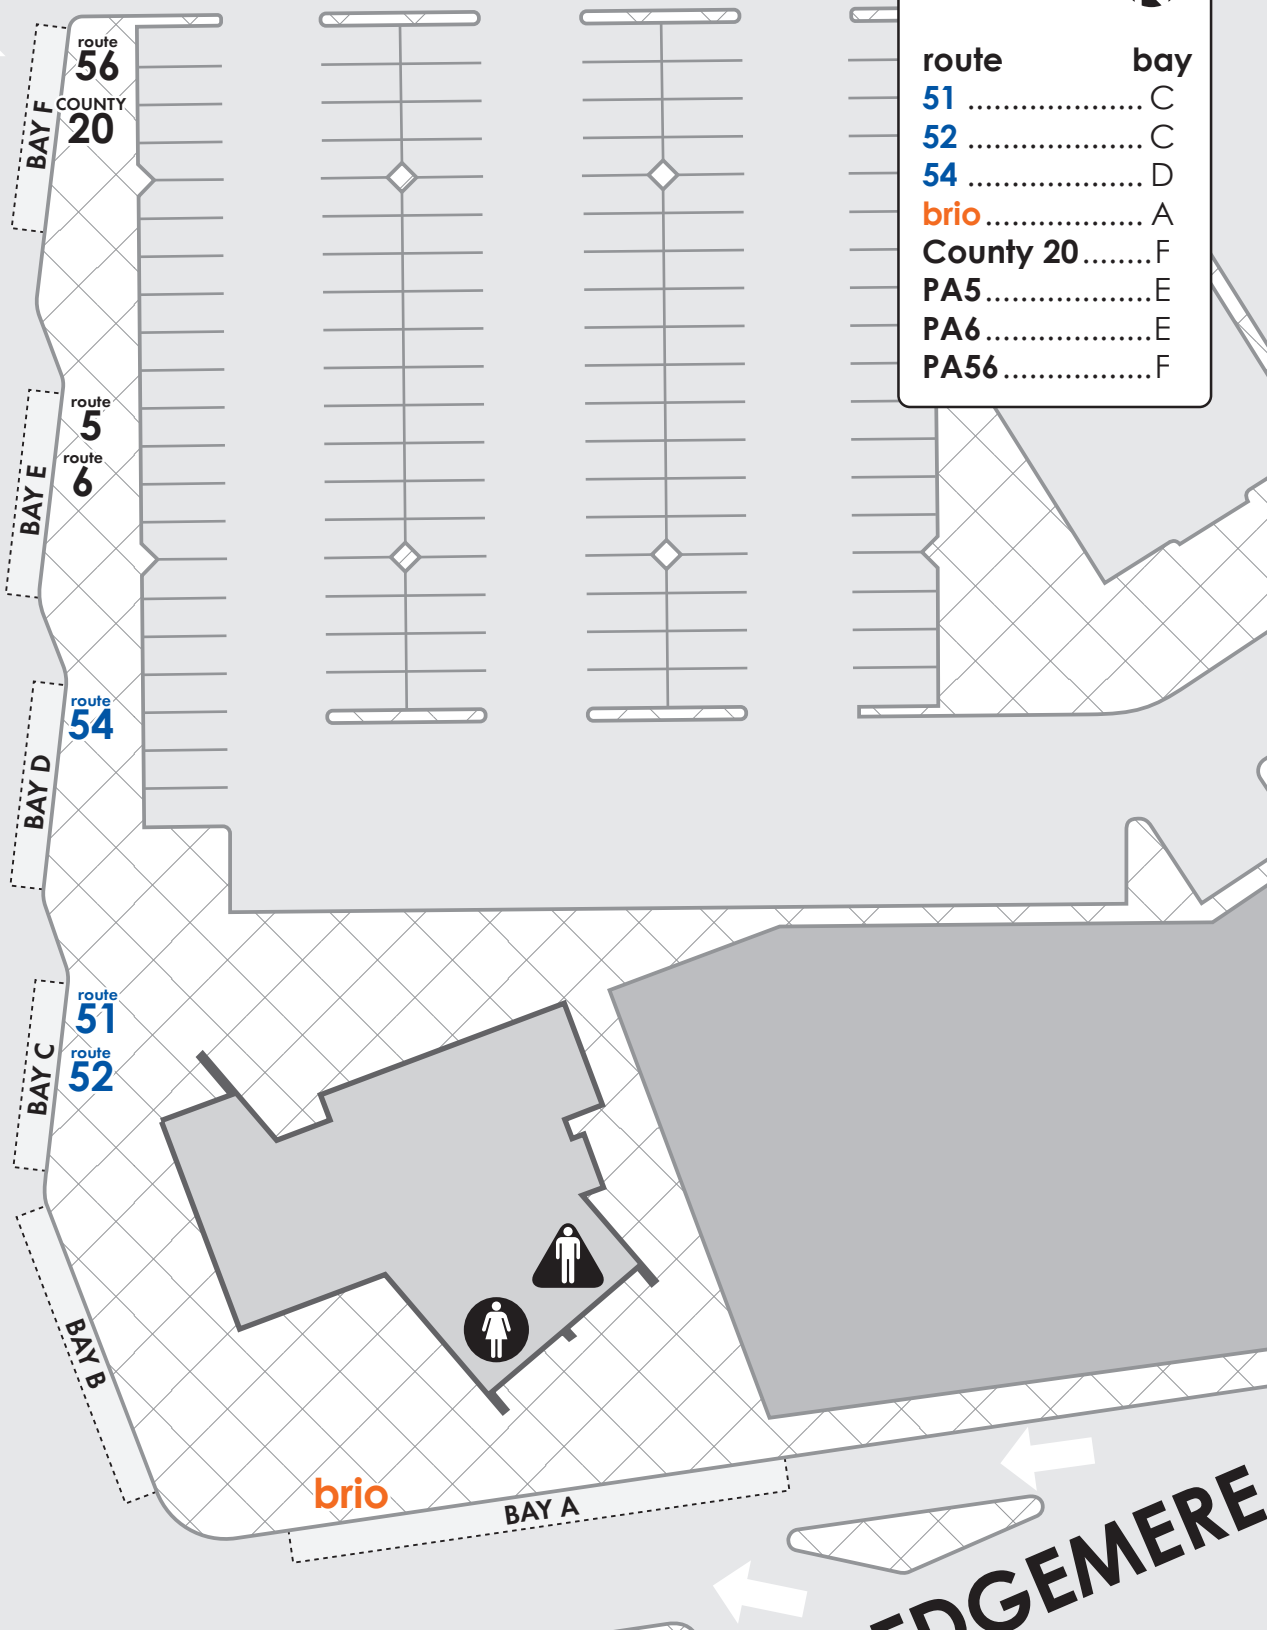 route bay
51 .................. C
52 .................. C
54 .................. D
brio.................. A
County 20........F
PA5...................E
PA6...................E
PA56................F
route
56
COUNTY
20
BAY F
route
5
route
6
BAY E
route
54
BAY D
route
51
route
52
BAY C
BAY B
brio
BAY A
EDGEMERE